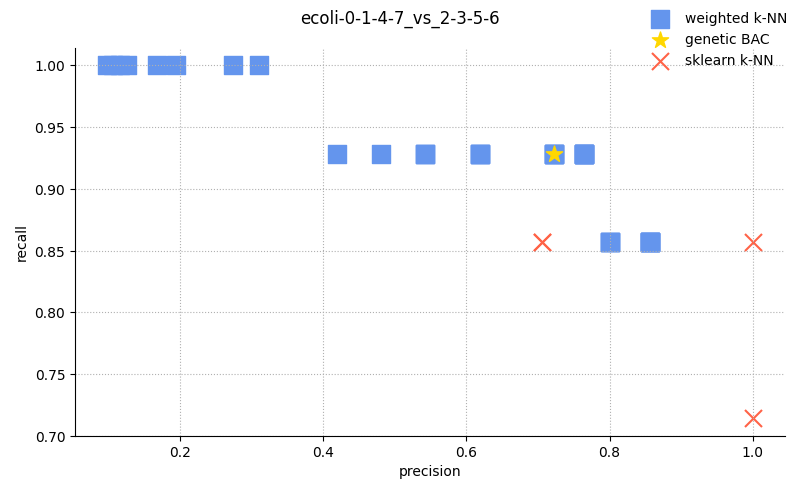 ecoli-0-1-4-7_vs_2-3-5-6
weighted k-NN
genetic BAC
sklearn k-NN
1.00
0.95
0.90
0.85
0.80
0.75
0.70
recall
0.2 0.4 0.6 0.8 1.0
precision